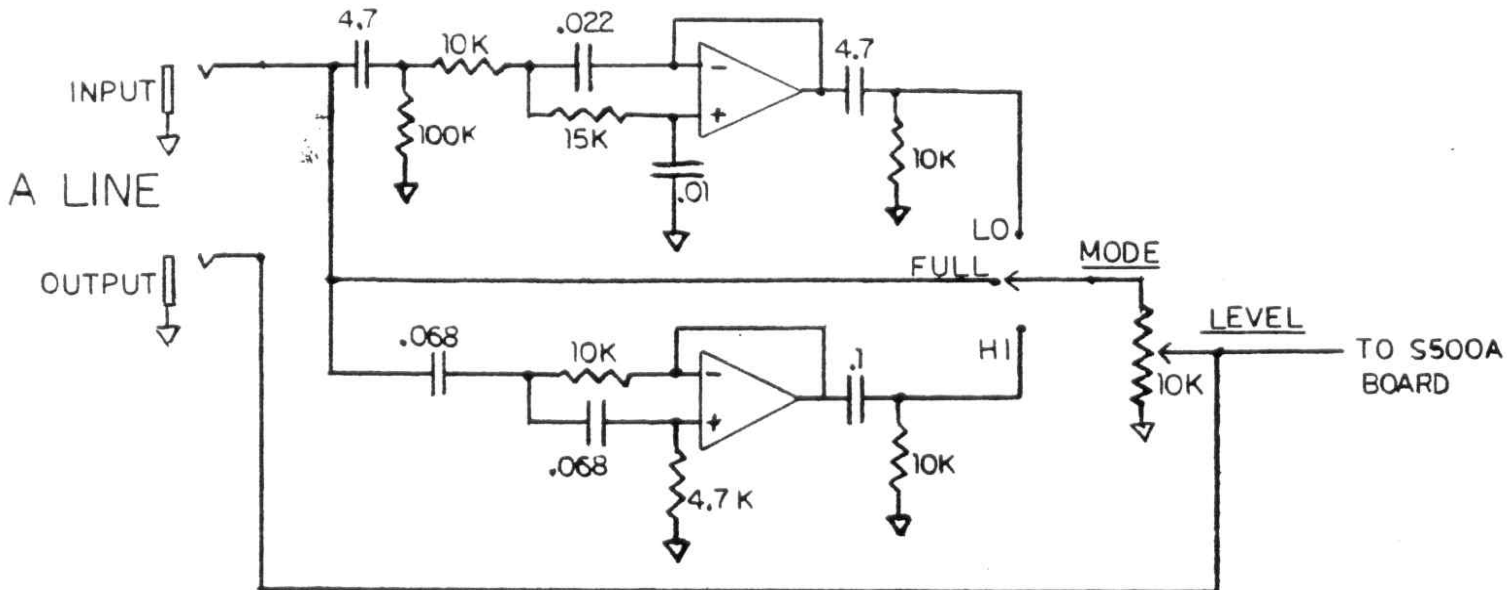 4.7
10K
.022
4.7
INPUT
-
+
100K
15K
10K
.01
A LINE
LO
OUTPUT
FULL
MODE
.068
10K
HI
LEVEL
TO S500A
BOARD
10K
-
+
.1
.068
4.7K
10K